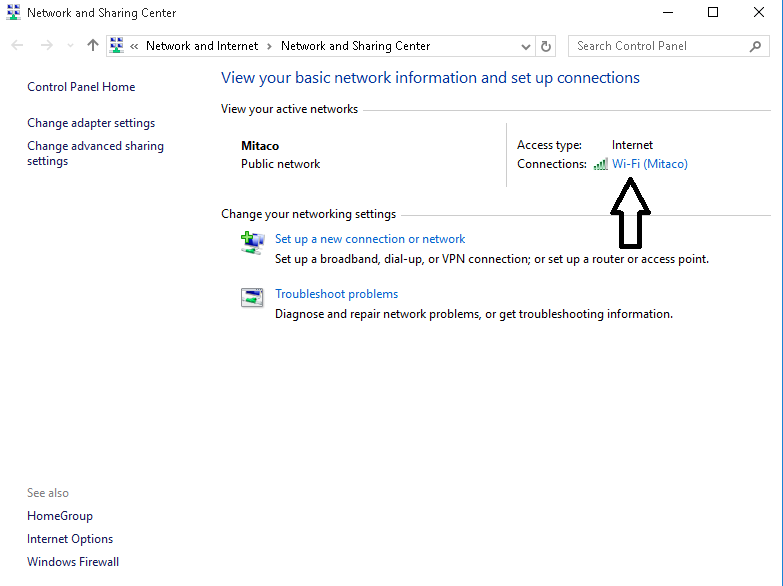 Network and Sharing Center
« Network and Internet > Network and Sharing Center
Search Control Panel
Control Panel Home
Change adapter settings
Change advanced sharing
settings
View your basic network information and set up connections
View your active networks
Mitaco
Public network
Access type: Internet
Connections: Wi-Fi (Mitaco)
Change your networking settings
Set up a new connection or network
Set up a broadband, dial-up, or VPN connection; or set up a router or access point.
Troubleshoot problems
Diagnose and repair network problems, or get troubleshooting information.
See also
HomeGroup
Internet Options
Windows Firewall